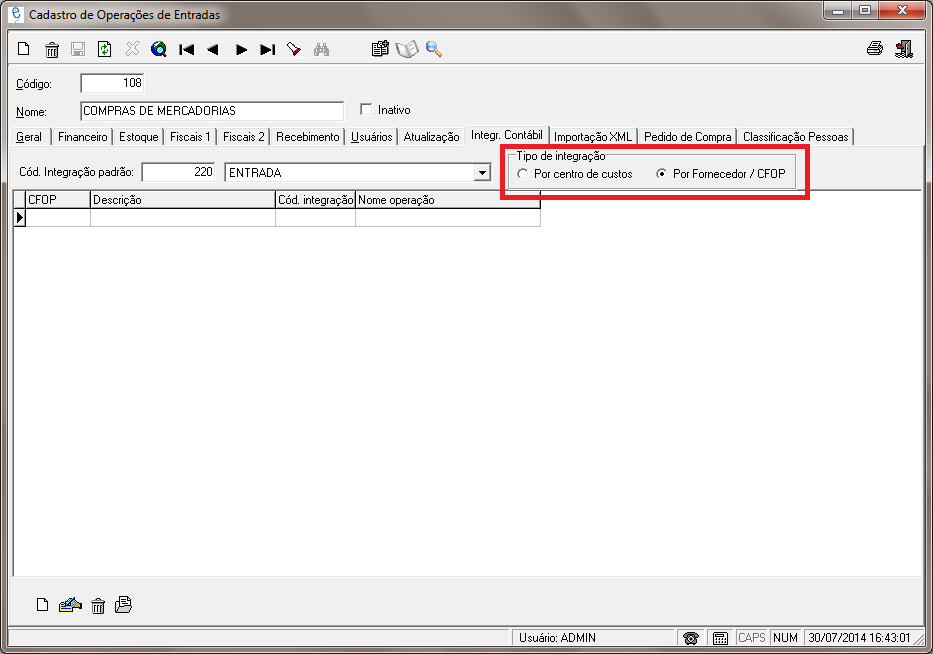 Cadastro de Operações de Entradas
Código: 108
Nome: COMPRAS DE MERCADORIAS Inativo
Geral Financeiro Estoque Fiscais 1 Fiscais 2 Recebimento Usuários Atualização Integr. Contábil Importação XML Pedido de Compra Classificação Pessoas
Tipo de integração
Cód. Integração padrão: 220 ENTRADA Por centro de custos Por Fornecedor / CFOP
CFOP Descrição Cód. integração Nome operação
Usuário: ADMIN CAPS NUM 30/07/2014 16:43:01